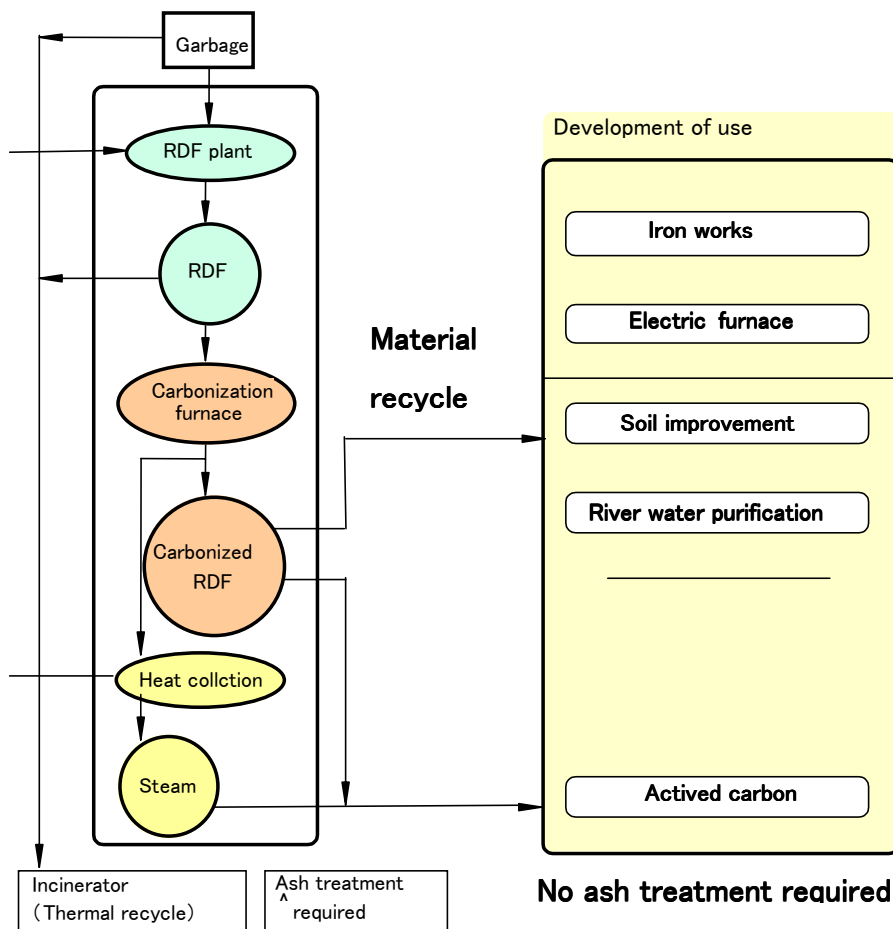 Garbage
RDF plant
RDF
Carbonization
furnace
Carbonized
RDF
Heat collction
Steam
Incinerator
(Thermal recycle)
Ash treatment
^ required
Material
recycle
Development of use
Iron works
Electric furnace
Soil improvement
River water purification
Actived carbon
No ash treatment required